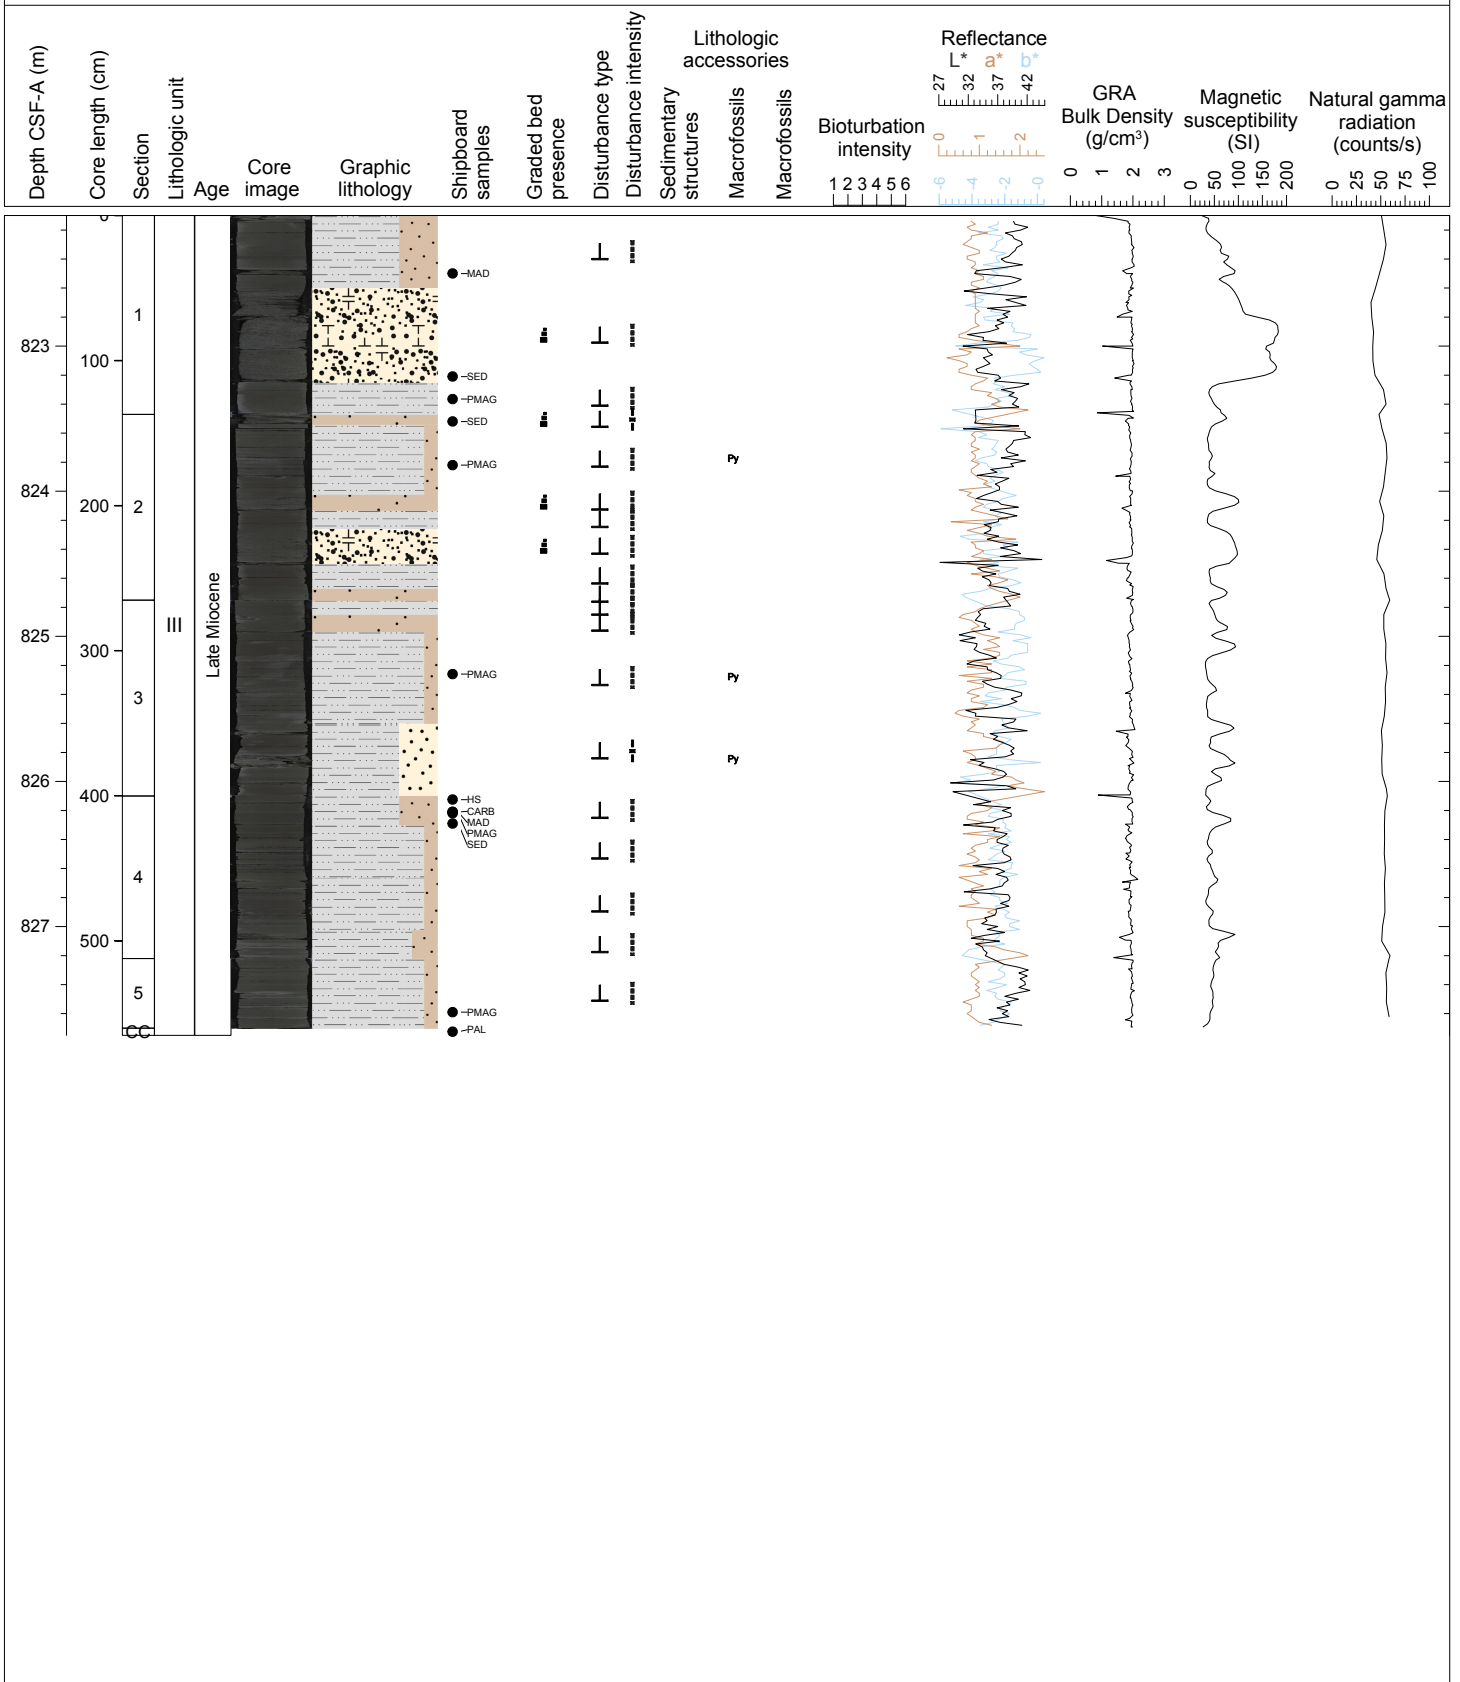 Depth CSF-A (m)
Core length (cm)
Section
Lithologic unit
Age
Core
image
Graphic
lithology
Shipboard
samples
Graded bed
presence
Disturbance type
Disturbance intensity
Lithologic
accessories
Sedimentary
structures
Macrofossils
Macrofossils
Bioturbation
intensity
1 2 3 4 5 6
Reflectance
L* a* b*
27 32 37 42
0 1 2
-6 -4 -2 -0
GRA
Bulk Density
(g/cm³)
0 1 2 3
Magnetic
susceptibility
(SI)
0 50 100 150 200
Natural gamma
radiation
(counts/s)
0 25 50 75 100
0
MAD
1
823
100
SED
PMAG
SED
Py
PMAG
824
200
2
Late Miocene
III
825
300
PMAG
Py
3
Py
826
400
HS
CARB
MAD
PMAG
SED
4
827
500
5
PMAG
CC
PAL